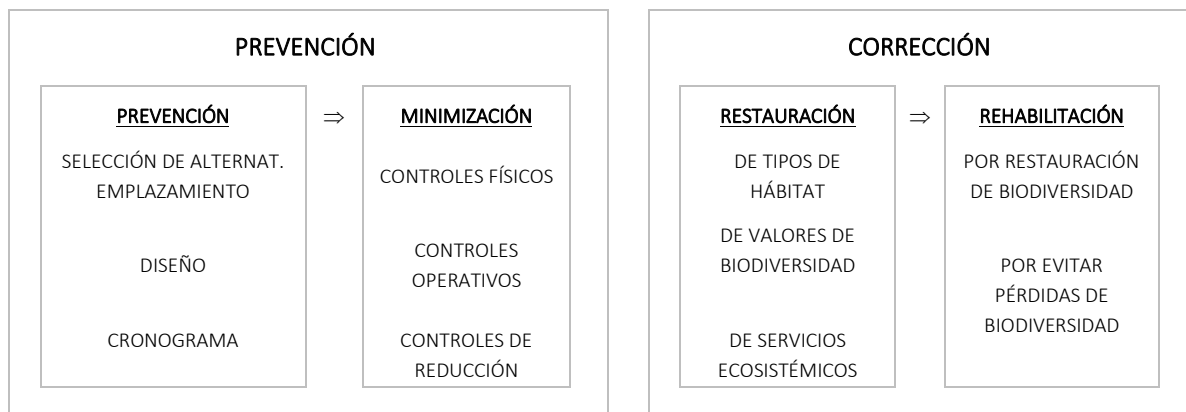 PREVENCIÓN
PREVENCIÓN
SELECCIÓN DE ALTERNAT.
EMPLAZAMIENTO
DISEÑO
CRONOGRAMA
⇒
MINIMIZACIÓN
CONTROLES FÍSICOS
CONTROLES
OPERATIVOS
CONTROLES DE
REDUCCIÓN
CORRECCIÓN
RESTAURACIÓN
DE TIPOS DE
HÁBITAT
DE VALORES DE
BIODIVERSIDAD
DE SERVICIOS
ECOSISTÉMICOS
⇒
REHABILITACIÓN
POR RESTAURACIÓN
DE BIODIVERSIDAD
POR EVITAR
PÉRDIDAS DE
BIODIVERSIDAD